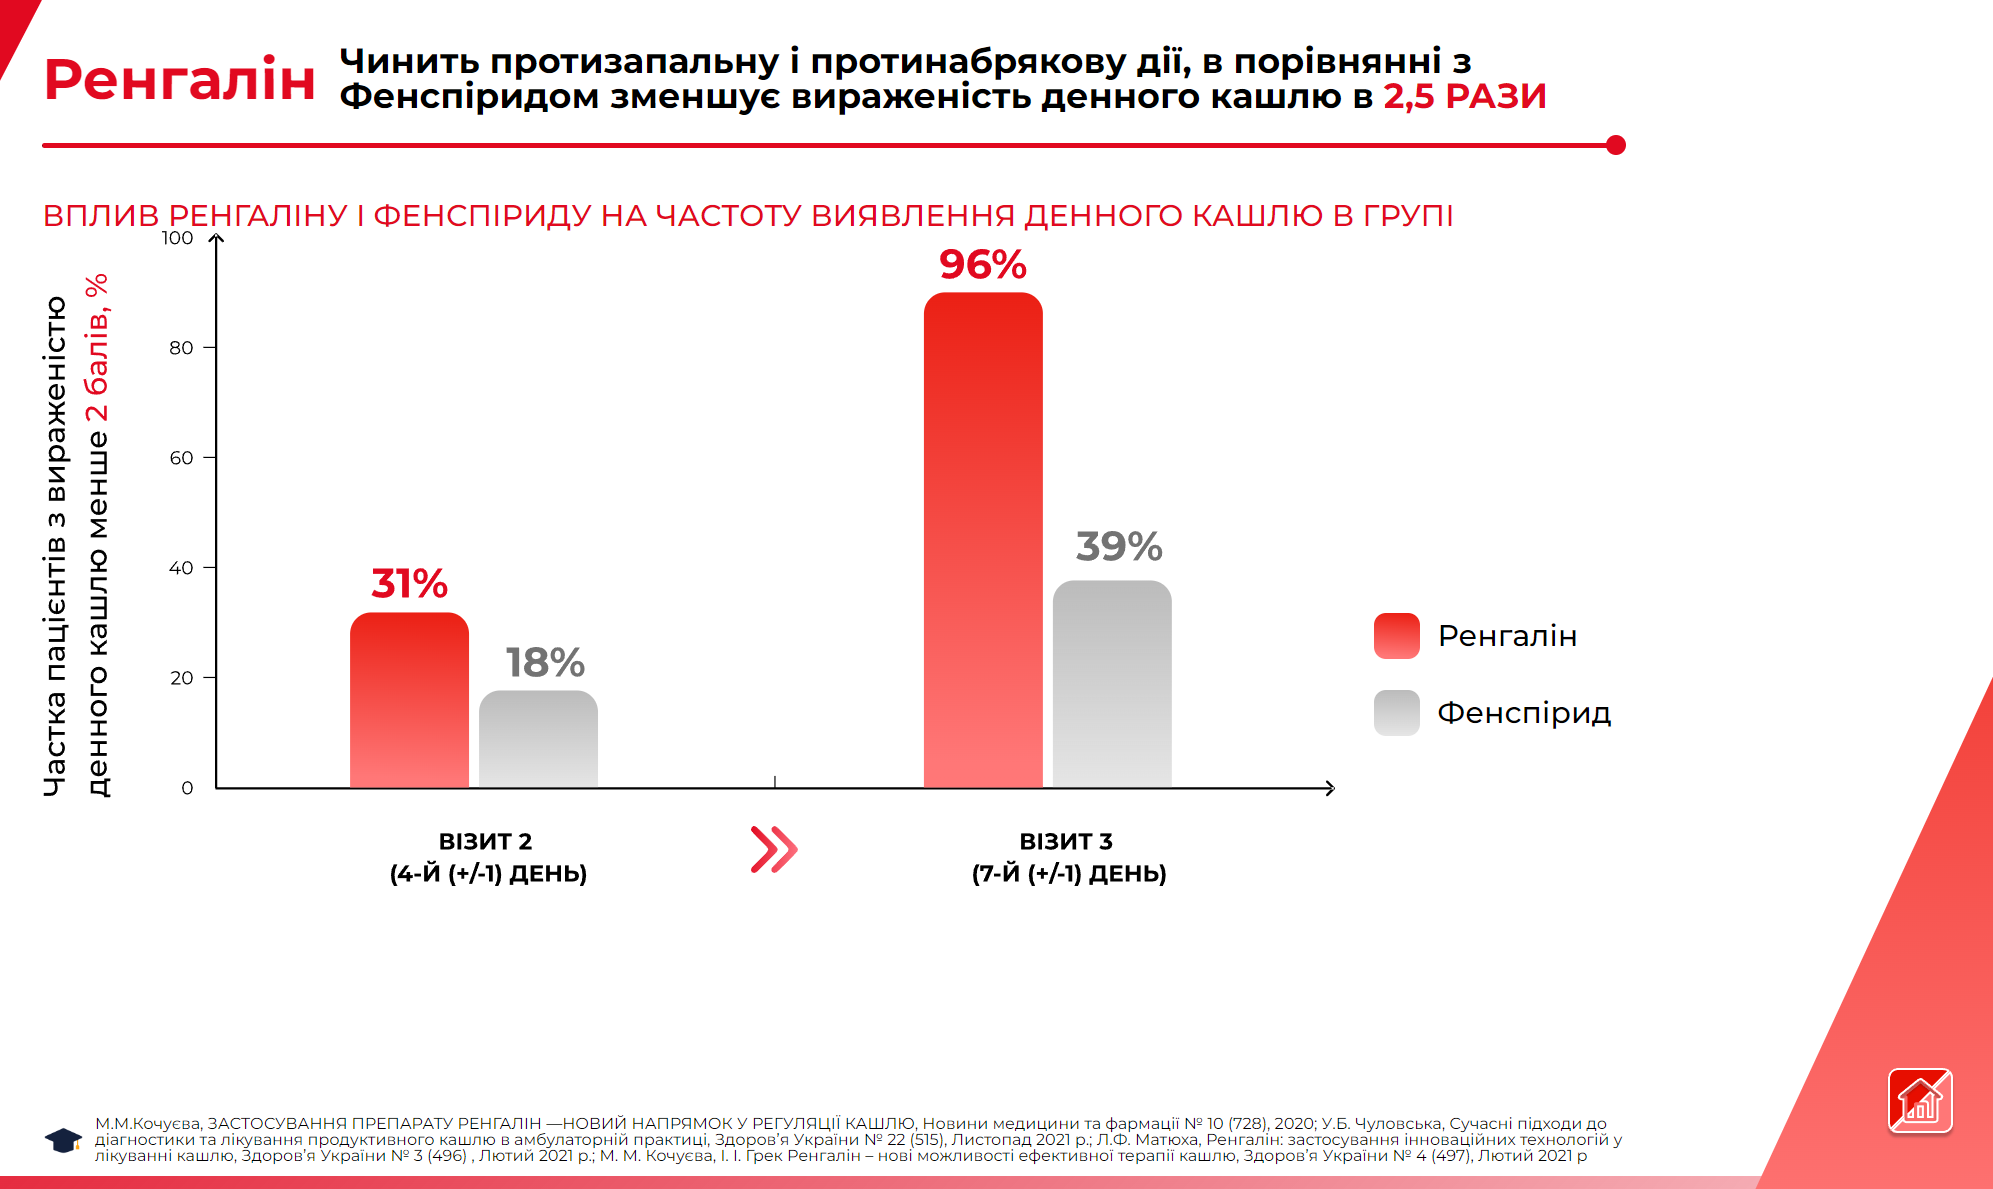 Ренгалін
Чинить протизапальну і протинабрякову дії, в порівнянні з
Фенспіридом зменшує вираженість денного кашлю в 2,5 РАЗИ
ВПЛИВ РЕНГАЛІНУ І ФЕНСПІРИДУ НА ЧАСТОТУ ВИЯВЛЕННЯ ДЕННОГО КАШЛЮ В ГРУПІ
Частка пацієнтів з вираженістю
денного кашлю менше 2 балів, %
100
80
60
40
20
0
31%
18%
96%
39%
Ренгалін
Фенспірид
ВІЗИТ 2
(4-Й (+/-1) ДЕНЬ)
ВІЗИТ 3
(7-Й (+/-1) ДЕНЬ)
М.М.Кочуєва, ЗАСТОСУВАННЯ ПРЕПАРАТУ РЕНГАЛІН —НОВИЙ НАПРЯМОК У РЕГУЛЯЦІЇ КАШЛЮ, Новини медицини та фармації № 10 (728), 2020; У.Б. Чуловська, Сучасні підходи до
діагностики та лікування продуктивного кашлю в амбулаторній практиці, Здоров’я України № 22 (515), Листопад 2021 р.; Л.Ф. Матюха, Ренгалін: застосування інноваційних технологій у
лікуванні кашлю, Здоров’я України № 3 (496) , Лютий 2021 р.; М. М. Кочуєва, І. І. Грек Ренгалін – нові можливості ефективної терапії кашлю, Здоров’я України № 4 (497), Лютий 2021 р